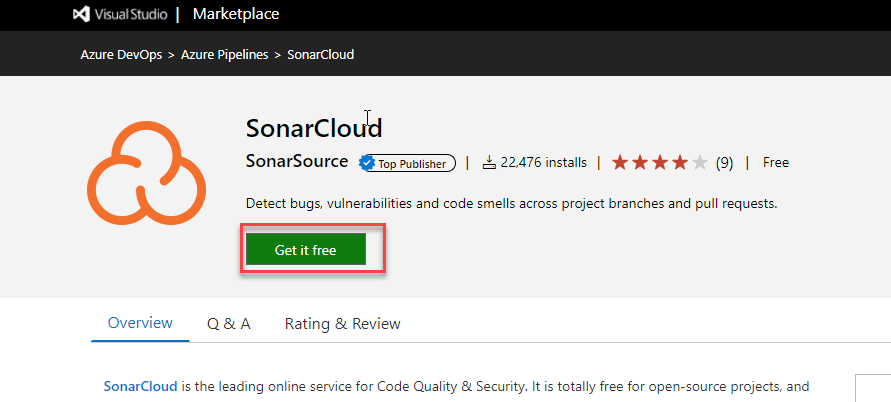 Visual Studio | Marketplace
Azure DevOps > Azure Pipelines > SonarCloud
SonarCloud
SonarSource Top Publisher | 22,476 installs | (9) | Free
Detect bugs, vulnerabilities and code smells across project branches and pull requests.
Get it free
Overview Q & A Rating & Review
SonarCloud is the leading online service for Code Quality & Security. It is totally free for open-source projects, and